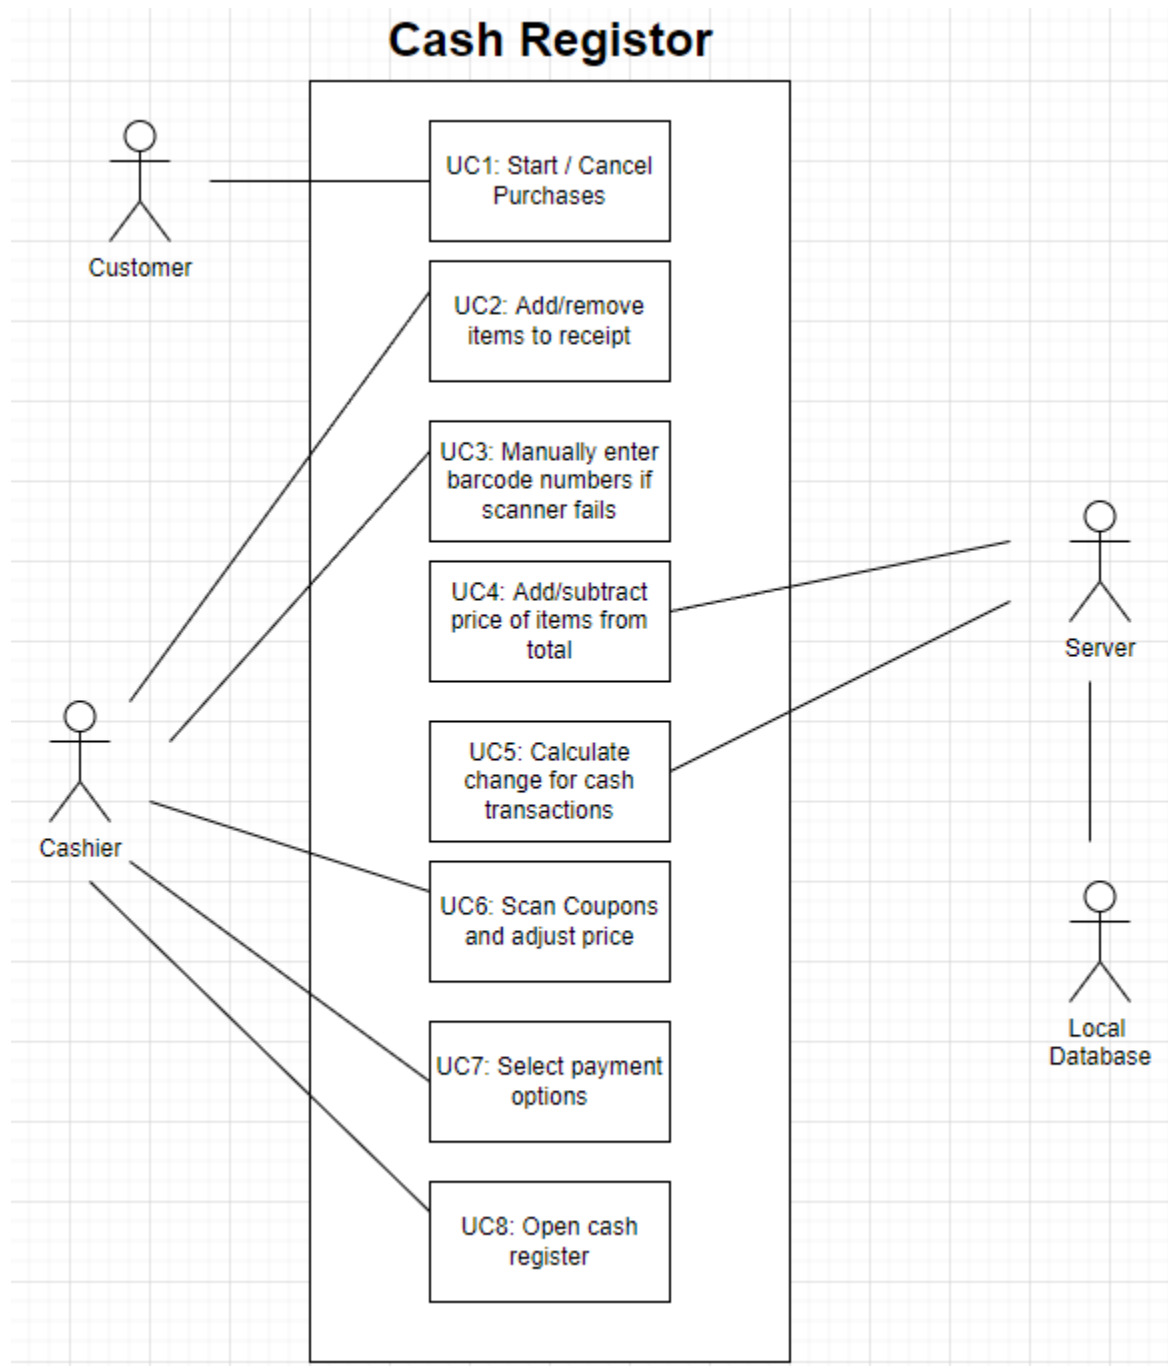 Cash Registor
UC1: Start / Cancel
Purchases
Customer
UC2: Add/remove
items to receipt
UC3: Manually enter
barcode numbers if
scanner fails
UC4: Add/subtract
price of items from
total
Server
UC5: Calculate
change for cash
transactions
Cashier
UC6: Scan Coupons
and adjust price
Local
Database
UC7: Select payment
options
UC8: Open cash
register